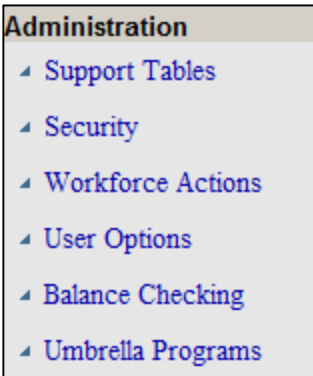 Administration
Support Tables
Security
Workforce Actions
User Options
Balance Checking
Umbrella Programs